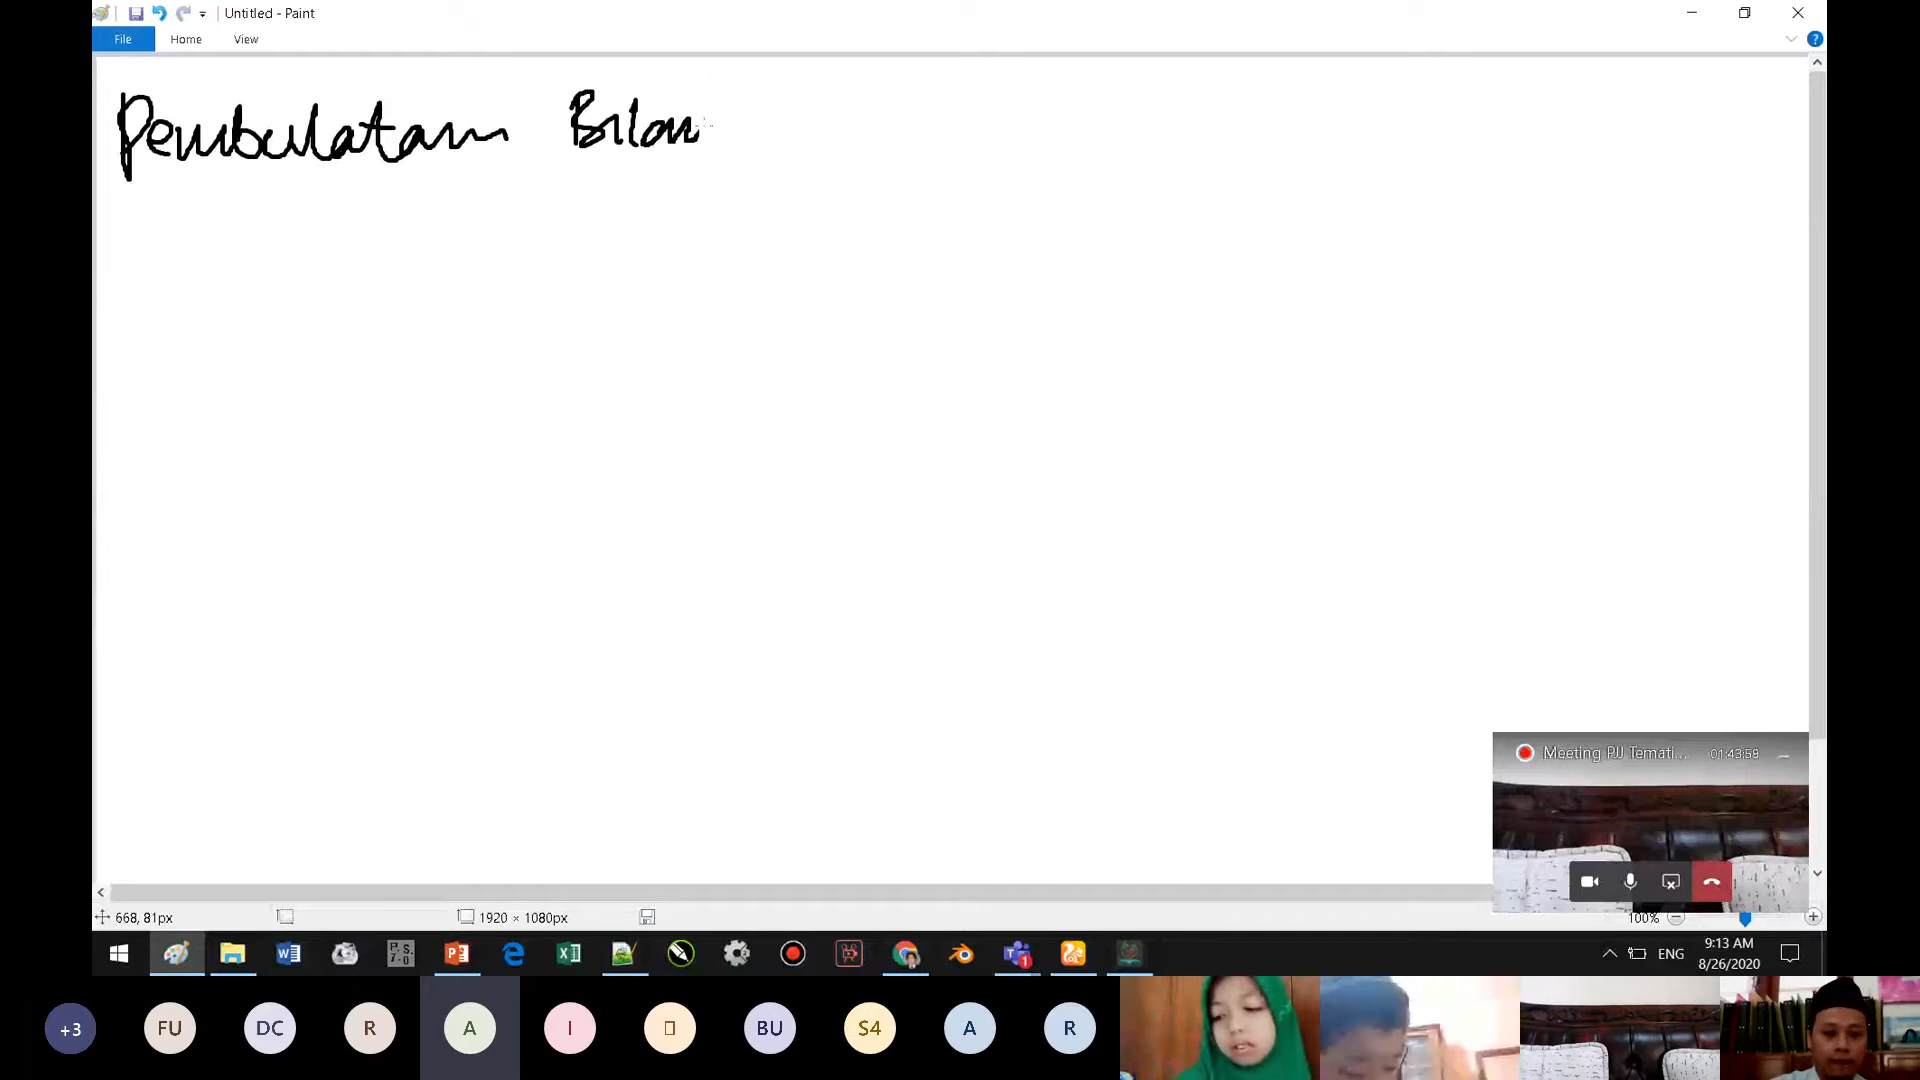 Untitled - Paint
File Home View
Pembulatan Bilan
Meeting PJJ Temati... 01:43:59
668, 81px
1920 × 1080px
100%
9:13 AM
ENG
8/26/2020
+3 FU DC R A I BU S4 A R